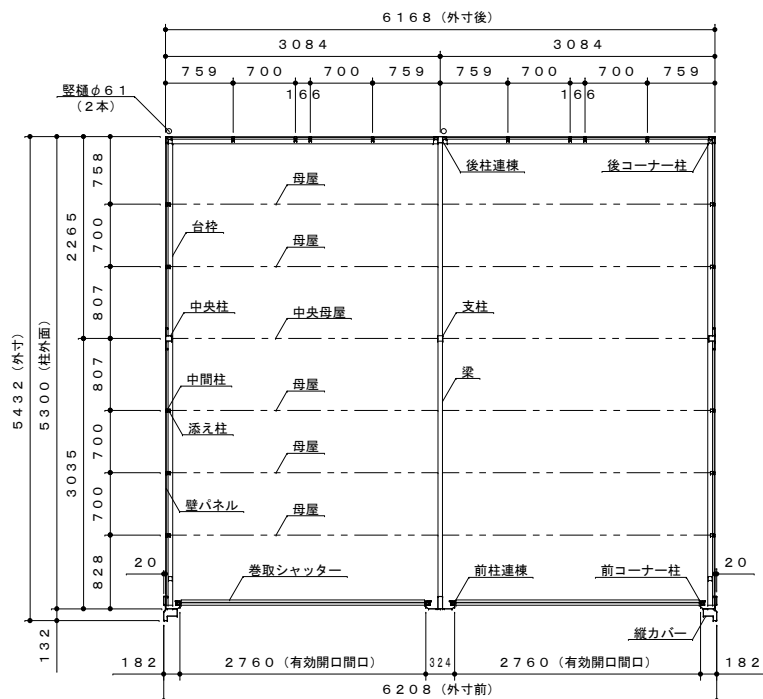 ６１６８（外寸後）
３０８４ ３０８４
７５９ ７００ ７００ ７５９ ７５９ ７００ ７００ ７５９
１６６ １６６
竪樋φ６１
（２本）
後柱連棟 後コーナー柱
７５８
母屋
台枠
７００
２２６５
母屋
８０７
中央柱 中央母屋 支柱
５４３２（外寸）
５３００（柱外面）
８０７
中間柱 母屋 梁
添え柱
７００
３０３５
母屋
７００
壁パネル 母屋
８２８
２０ 巻取シャッター 前柱連棟 前コーナー柱 ２０
縦カバー
１３２
１８２ ２７６０（有効開口間口） ３２４ ２７６０（有効開口間口） １８２
６２０８（外寸前）